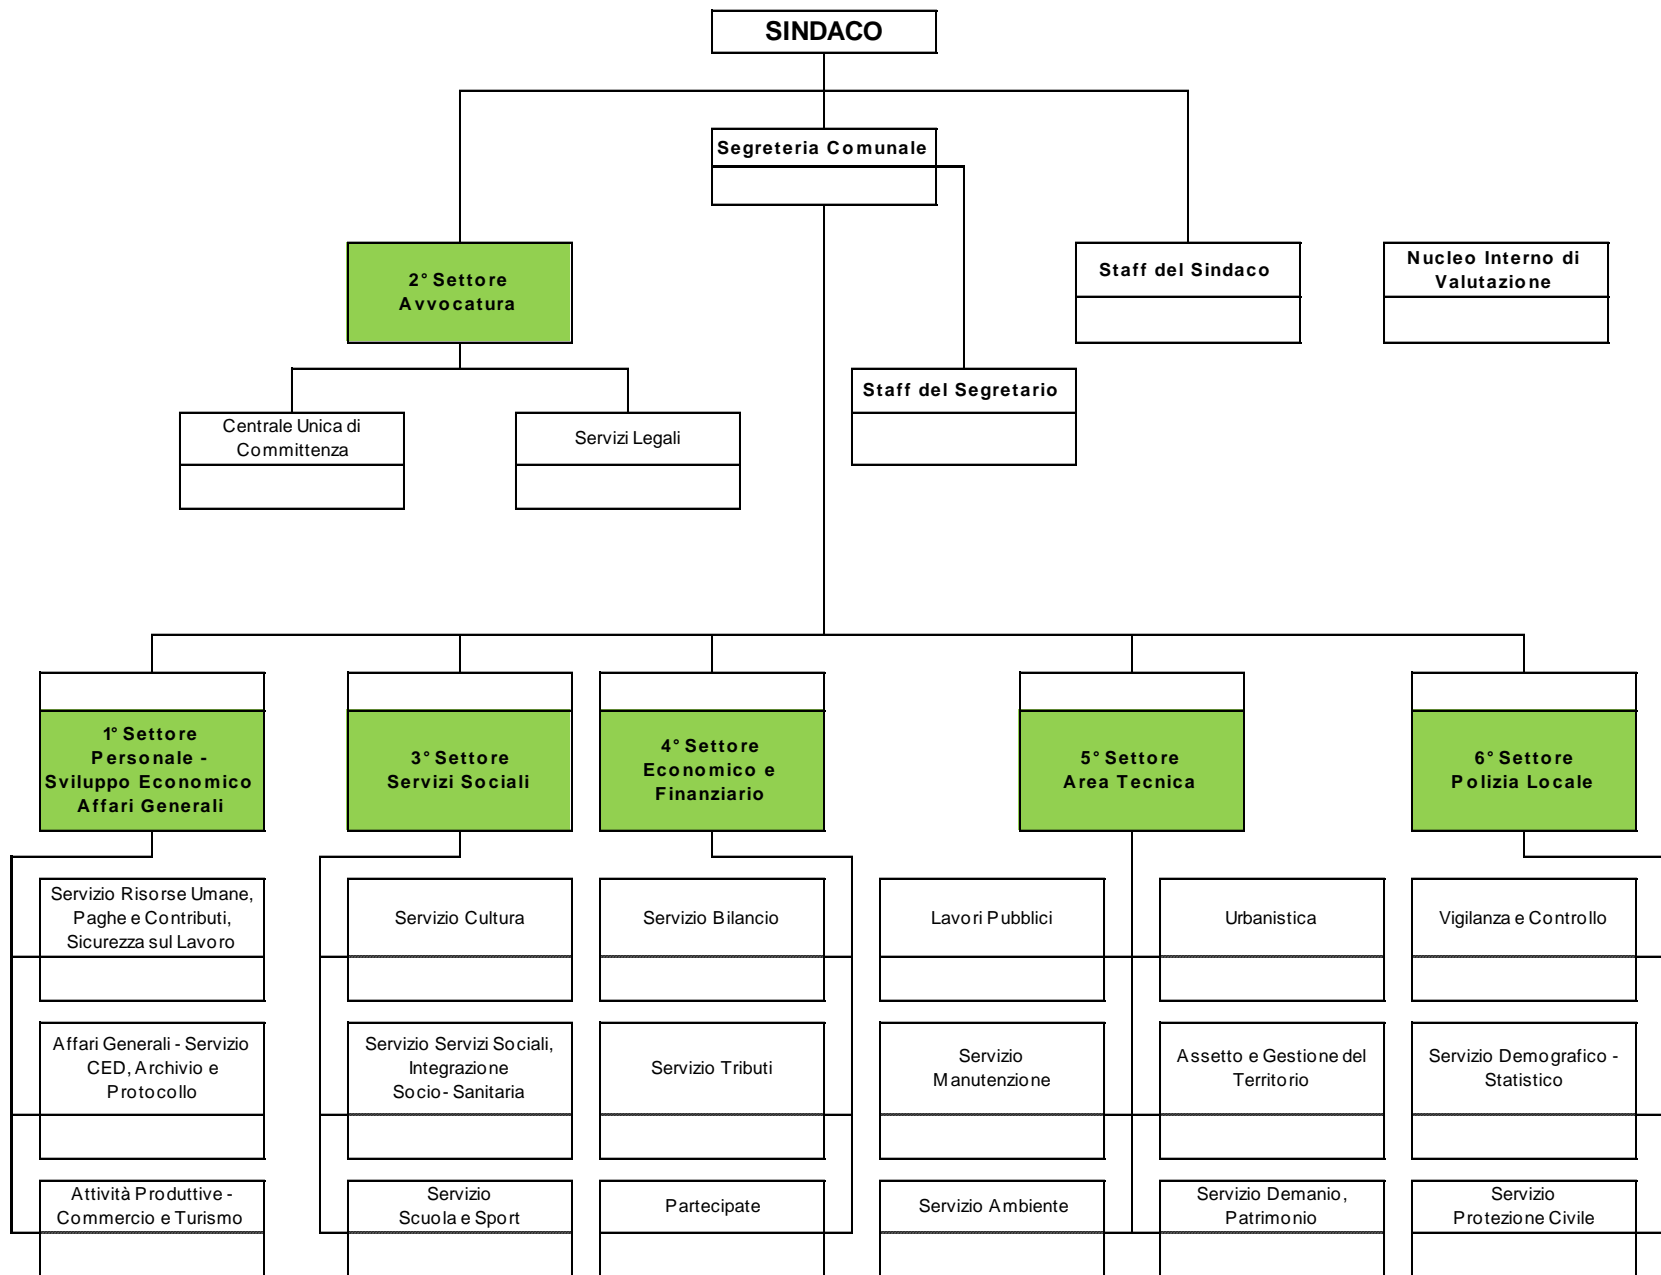 SINDACO
Segreteria Comunale
2° Settore
Avvocatura
Staff del Sindaco
Nucleo Interno di
Valutazione
Staff del Segretario
Centrale Unica di
Committenza
Servizi Legali
1° Settore
Personale -
Sviluppo Economico
Affari Generali
3° Settore
Servizi Sociali
4° Settore
Economico e
Finanziario
5° Settore
Area Tecnica
6° Settore
Polizia Locale
Servizio Risorse Umane,
Paghe e Contributi,
Sicurezza sul Lavoro
Servizio Cultura
Servizio Bilancio
Lavori Pubblici
Urbanistica
Vigilanza e Controllo
Affari Generali - Servizio
CED, Archivio e
Protocollo
Servizio Servizi Sociali,
Integrazione
Socio- Sanitaria
Servizio Tributi
Servizio
Manutenzione
Assetto e Gestione del
Territorio
Servizio Demografico -
Statistico
Attività Produttive -
Commercio e Turismo
Servizio
Scuola e Sport
Partecipate
Servizio Ambiente
Servizio Demanio,
Patrimonio
Servizio
Protezione Civile